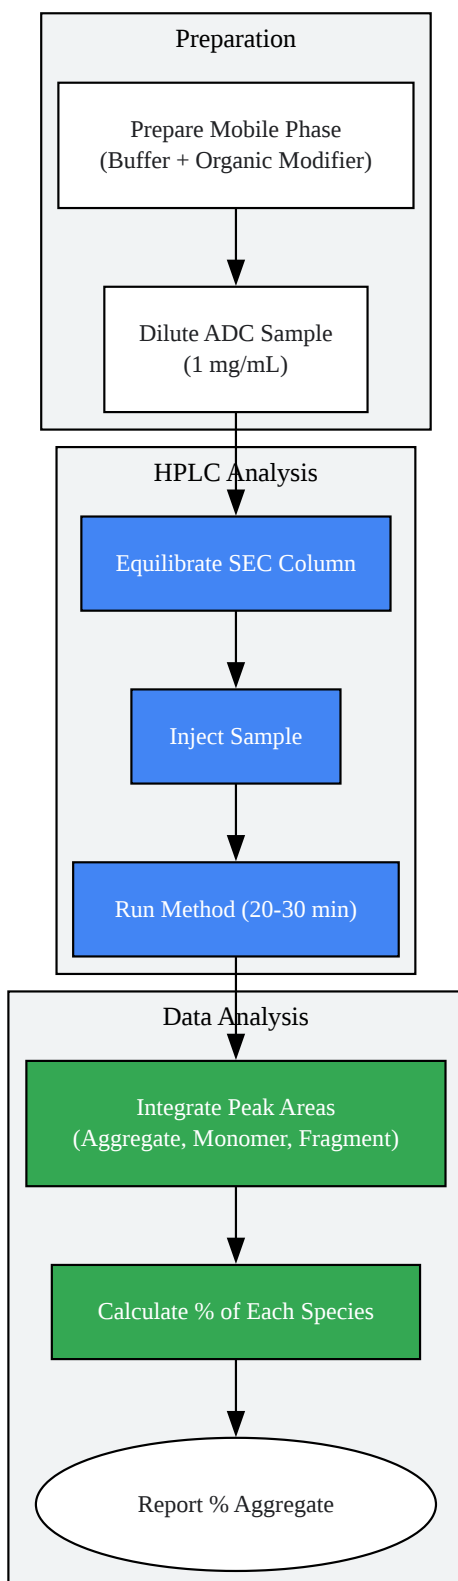 Preparation
Prepare Mobile Phase
(Buffer + Organic Modifier)
Dilute ADC Sample
(1 mg/mL)
HPLC Analysis
Equilibrate SEC Column
Inject Sample
Run Method (20-30 min)
Data Analysis
Integrate Peak Areas
(Aggregate, Monomer, Fragment)
Calculate % of Each Species
Report % Aggregate